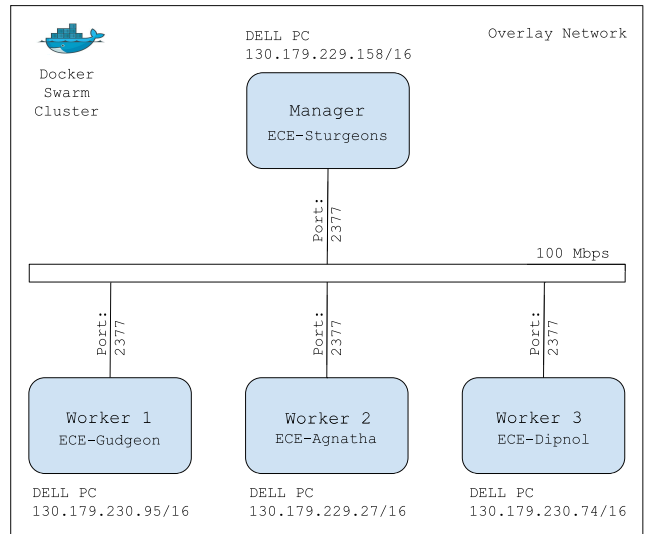 DELL PC
130.179.229.158/16
Overlay Network
Docker
Swarm
Cluster
Manager
ECE-Sturgeons
Port:
2377
100 Mbps
Port:
2377
Port:
2377
Port:
2377
Worker 1
ECE-Gudgeon
Worker 2
ECE-Agnatha
Worker 3
ECE-Dipnol
DELL PC
130.179.230.95/16
DELL PC
130.179.229.27/16
DELL PC
130.179.230.74/16